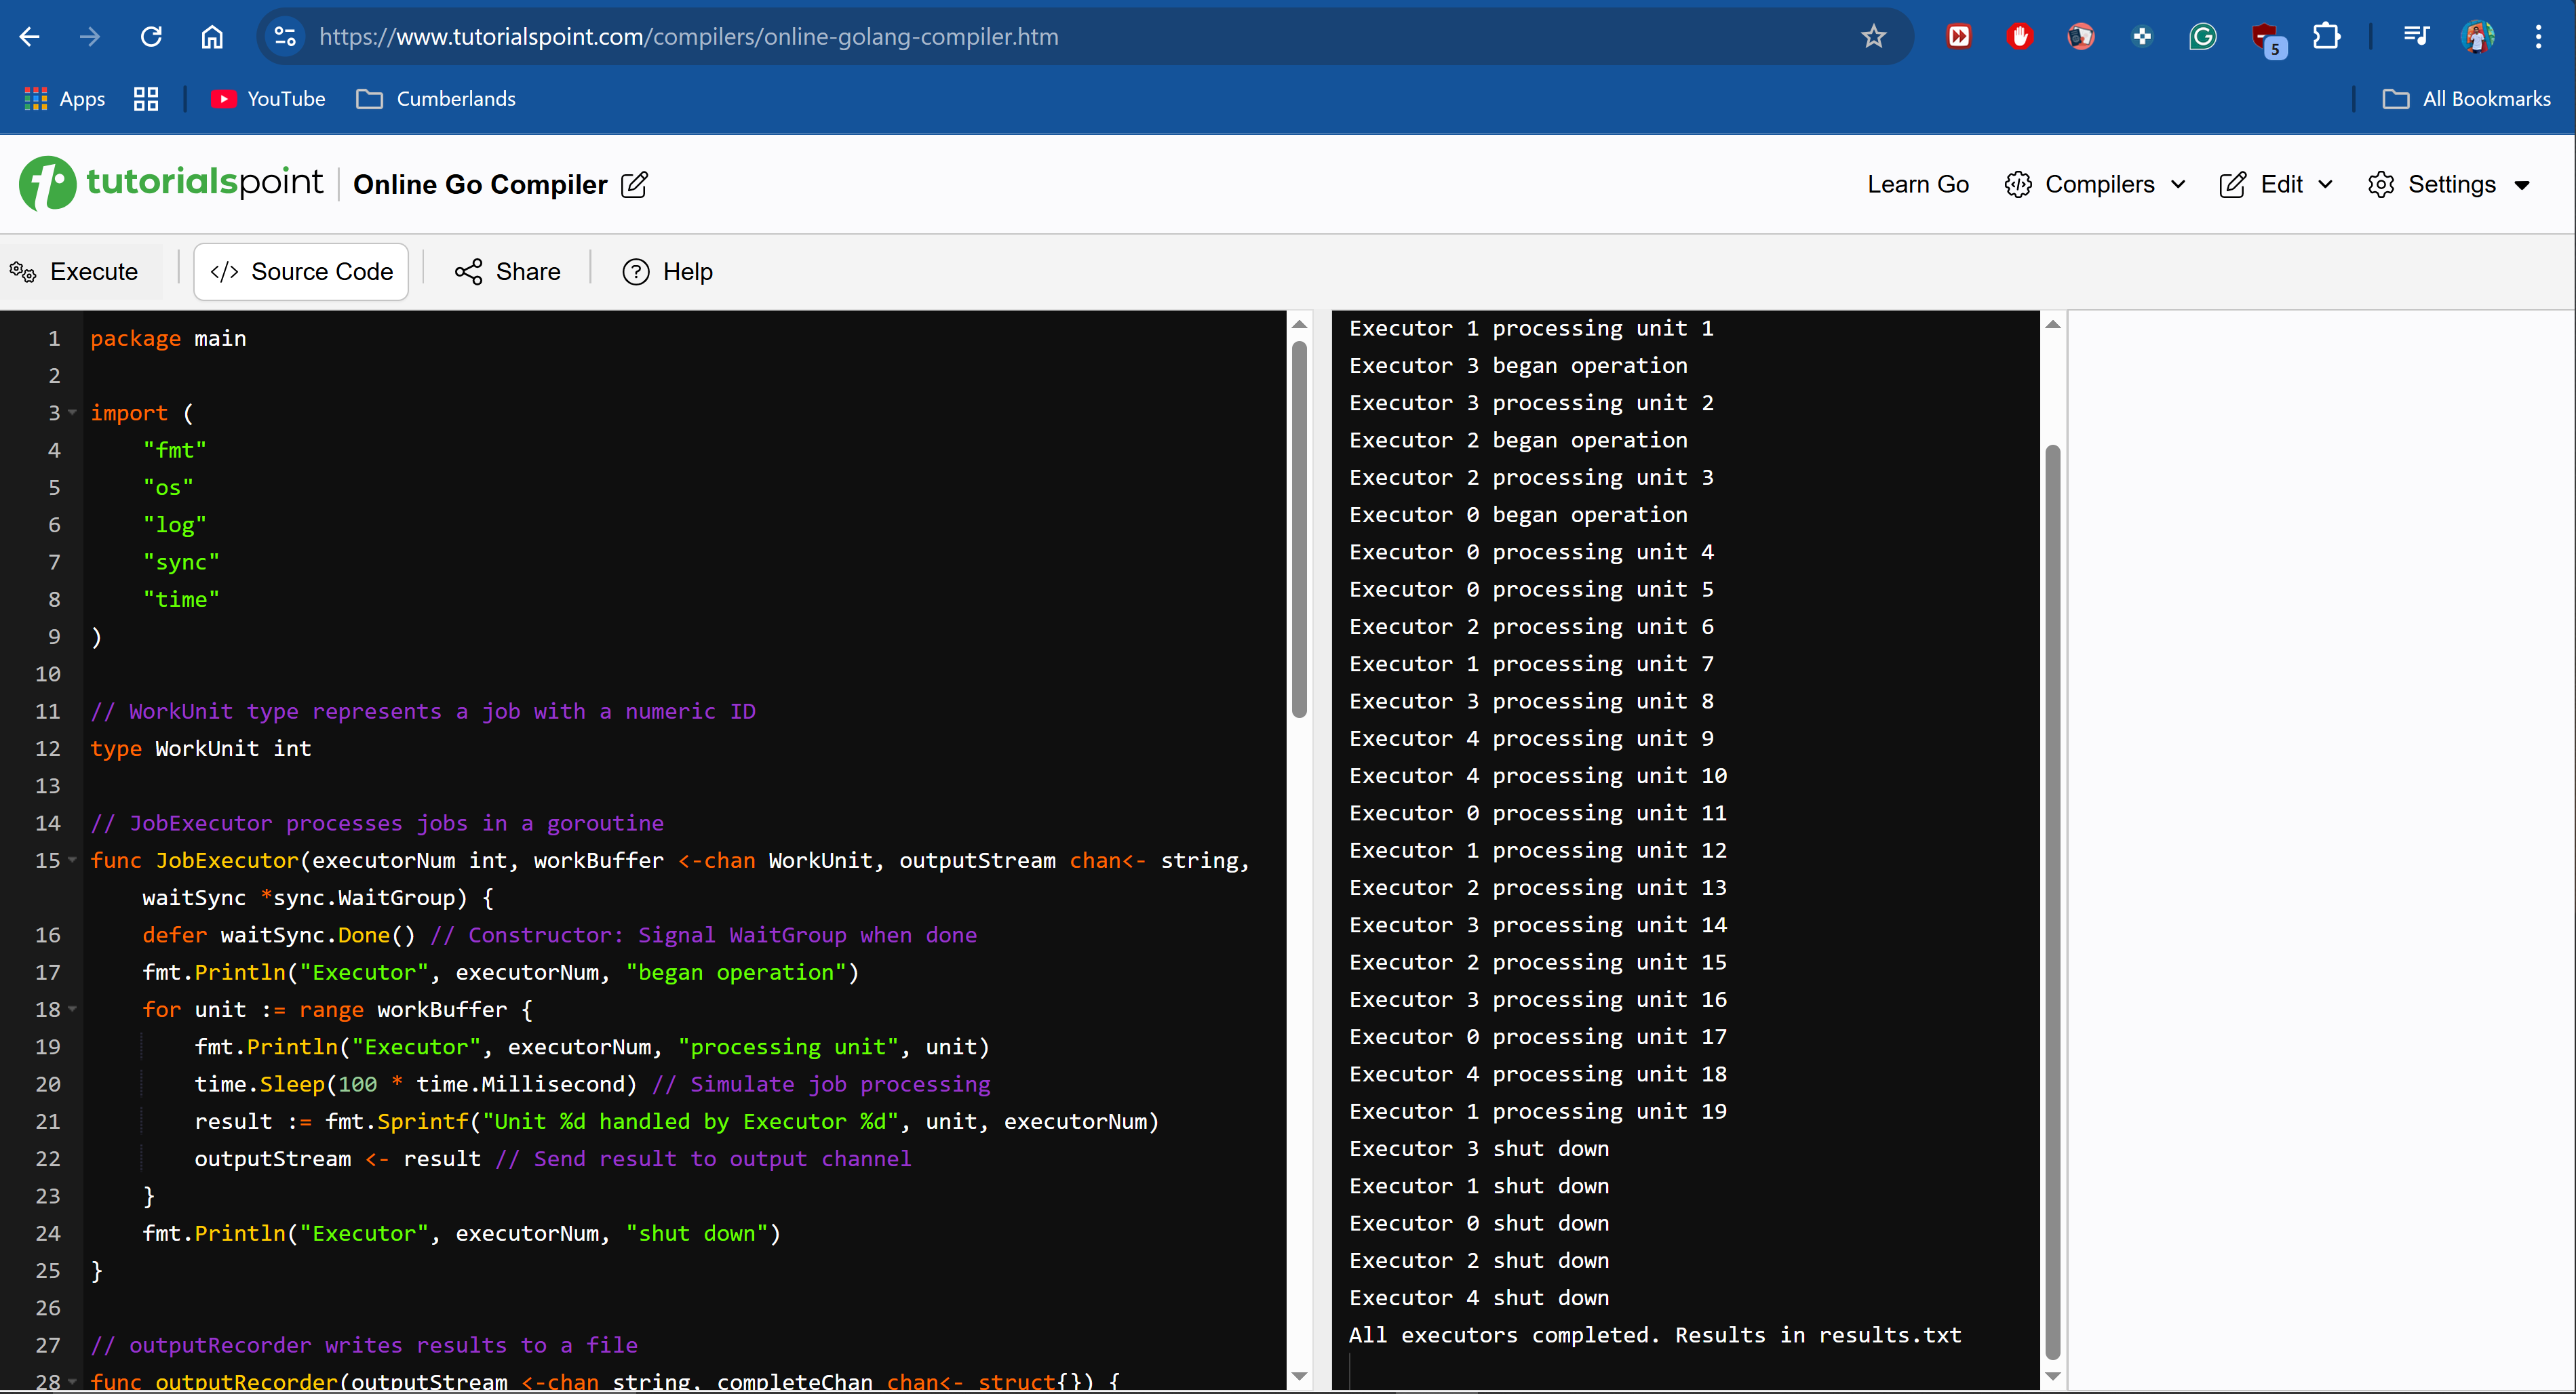 https://www.tutorialspoint.com/compilers/online-golang-compiler.htm
5
Apps
YouTube
Cumberlands
All Bookmarks
tutorialspoint
Online Go Compiler
Learn Go
Compilers
Edit
Settings
Execute
</> Source Code
Share
Help
1 package main
2
3 import (
4 "fmt"
5 "os"
6 "log"
7 "sync"
8 "time"
9 )
10
11 // WorkUnit type represents a job with a numeric ID
12 type WorkUnit int
13
14 // JobExecutor processes jobs in a goroutine
15 func JobExecutor(executorNum int, workBuffer <-chan WorkUnit, outputStream chan<- string,
waitSync *sync.WaitGroup) {
16 defer waitSync.Done() // Constructor: Signal WaitGroup when done
17 fmt.Println("Executor", executorNum, "began operation")
18 for unit := range workBuffer {
19 fmt.Println("Executor", executorNum, "processing unit", unit)
20 time.Sleep(100 * time.Millisecond) // Simulate job processing
21 result := fmt.Sprintf("Unit %d handled by Executor %d", unit, executorNum)
22 outputStream <- result // Send result to output channel
23 }
24 fmt.Println("Executor", executorNum, "shut down")
25 }
26
27 // outputRecorder writes results to a file
28 func outputRecorder(outputStream <-chan string, completeChan chan<- struct{}) {
Executor 1 processing unit 1
Executor 3 began operation
Executor 3 processing unit 2
Executor 2 began operation
Executor 2 processing unit 3
Executor 0 began operation
Executor 0 processing unit 4
Executor 0 processing unit 5
Executor 2 processing unit 6
Executor 1 processing unit 7
Executor 3 processing unit 8
Executor 4 processing unit 9
Executor 4 processing unit 10
Executor 0 processing unit 11
Executor 1 processing unit 12
Executor 2 processing unit 13
Executor 3 processing unit 14
Executor 2 processing unit 15
Executor 3 processing unit 16
Executor 0 processing unit 17
Executor 4 processing unit 18
Executor 1 processing unit 19
Executor 3 shut down
Executor 1 shut down
Executor 0 shut down
Executor 2 shut down
Executor 4 shut down
All executors completed. Results in results.txt